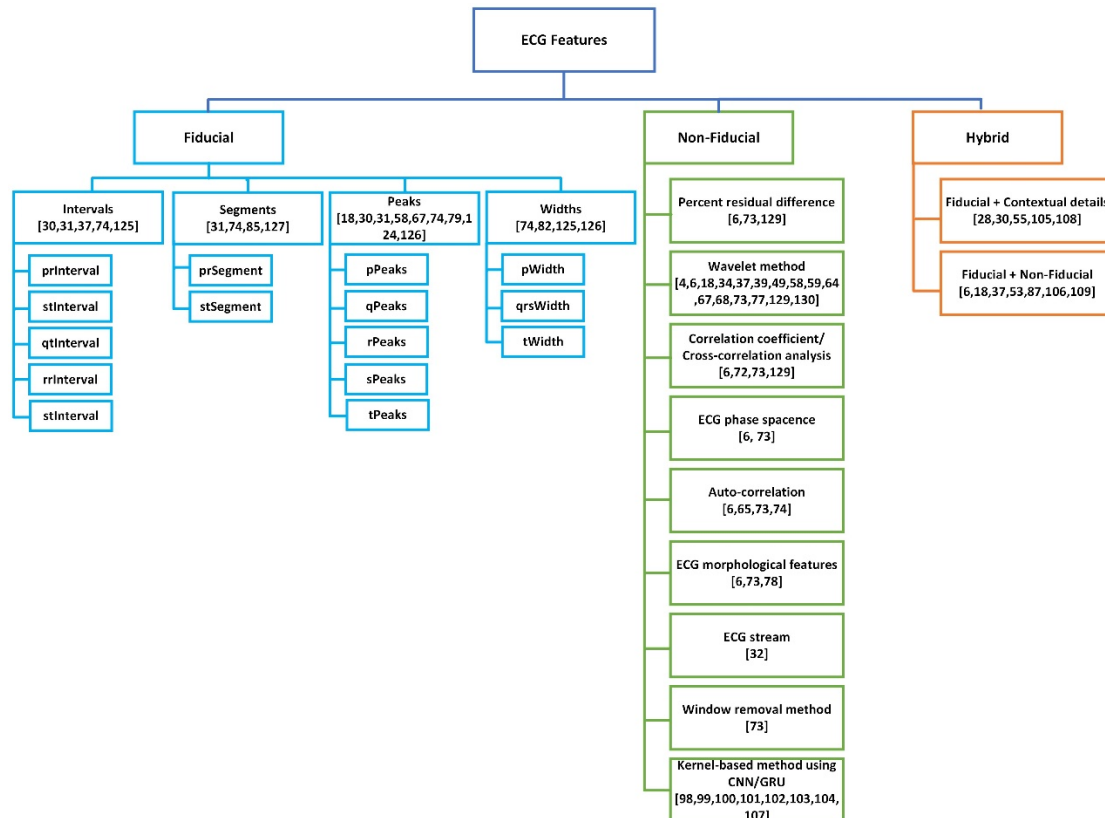 ECG Features
Fiducial
Non-Fiducial
Hybrid
Intervals
[30,31,37,74,125]
prInterval
stInterval
qtInterval
rrInterval
stInterval
Segments
[31,74,85,127]
prSegment
stSegment
Peaks
[18,30,31,58,67,74,79,1
24,126]
pPeaks
qPeaks
rPeaks
sPeaks
tPeaks
Widths
[74,82,125,126]
pWidth
qrsWidth
tWidth
Percent residual difference
[6,73,129]
Wavelet method
[4,6,18,34,37,39,49,58,59,64
,67,68,73,77,129,130]
Correlation coefficient/
Cross-correlation analysis
[6,72,73,129]
ECG phase spacence
[6, 73]
Auto-correlation
[6,65,73,74]
ECG morphological features
[6,73,78]
ECG stream
[32]
Window removal method
[73]
Kernel-based method using
CNN/GRU
[98,99,100,101,102,103,104,
107]
Fiducial + Contextual details
[28,30,55,105,108]
Fiducial + Non-Fiducial
[6,18,37,53,87,106,109]